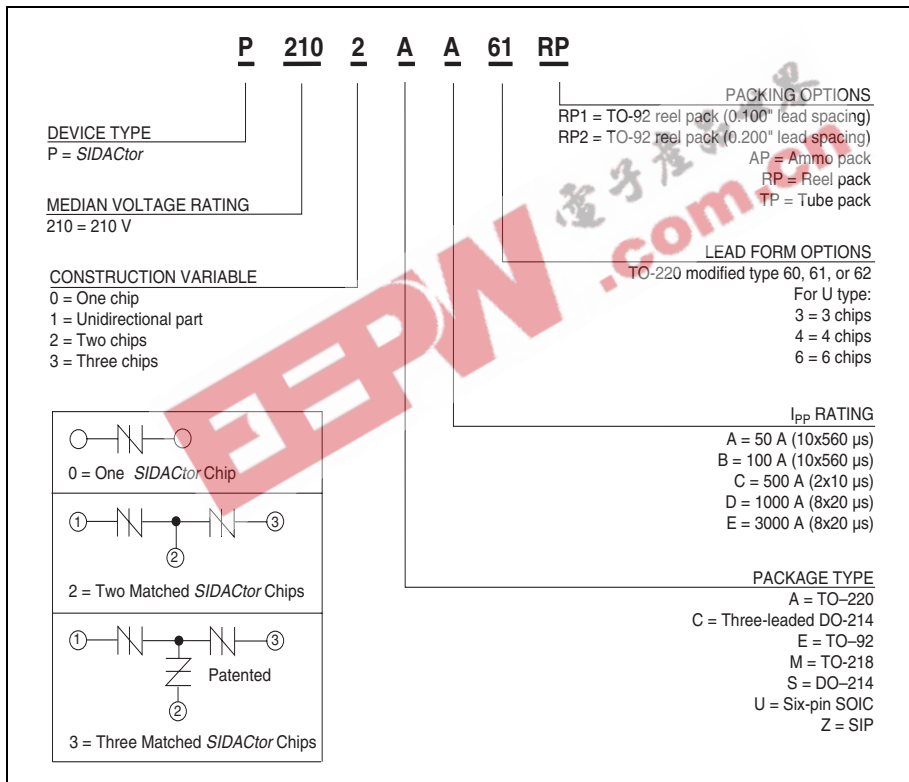 P 210 2 A A 61 RP
DEVICE TYPE
P = SIDACtor
MEDIAN VOLTAGE RATING
210 = 210 V
CONSTRUCTION VARIABLE
0 = One chip
1 = Unidirectional part
2 = Two chips
3 = Three chips
PACKING OPTIONS
RP1 = TO-92 reel pack (0.100" lead spacing)
RP2 = TO-92 reel pack (0.200" lead spacing)
AP = Ammo pack
RP = Reel pack
TP = Tube pack
LEAD FORM OPTIONS
TO-220 modified type 60, 61, or 62
For U type:
3 = 3 chips
4 = 4 chips
6 = 6 chips
IPP RATING
A = 50 A (10x560 µs)
B = 100 A (10x560 µs)
C = 500 A (2x10 µs)
D = 1000 A (8x20 µs)
E = 3000 A (8x20 µs)
PACKAGE TYPE
A = TO–220
C = Three-leaded DO-214
E = TO–92
M = TO-218
S = DO–214
U = Six-pin SOIC
Z = SIP
0 = One SIDACtor Chip
1 3
2
2 = Two Matched SIDACtor Chips
1 3
Patented
2
3 = Three Matched SIDACtor Chips
EEPW.com.cn
電子產品世界